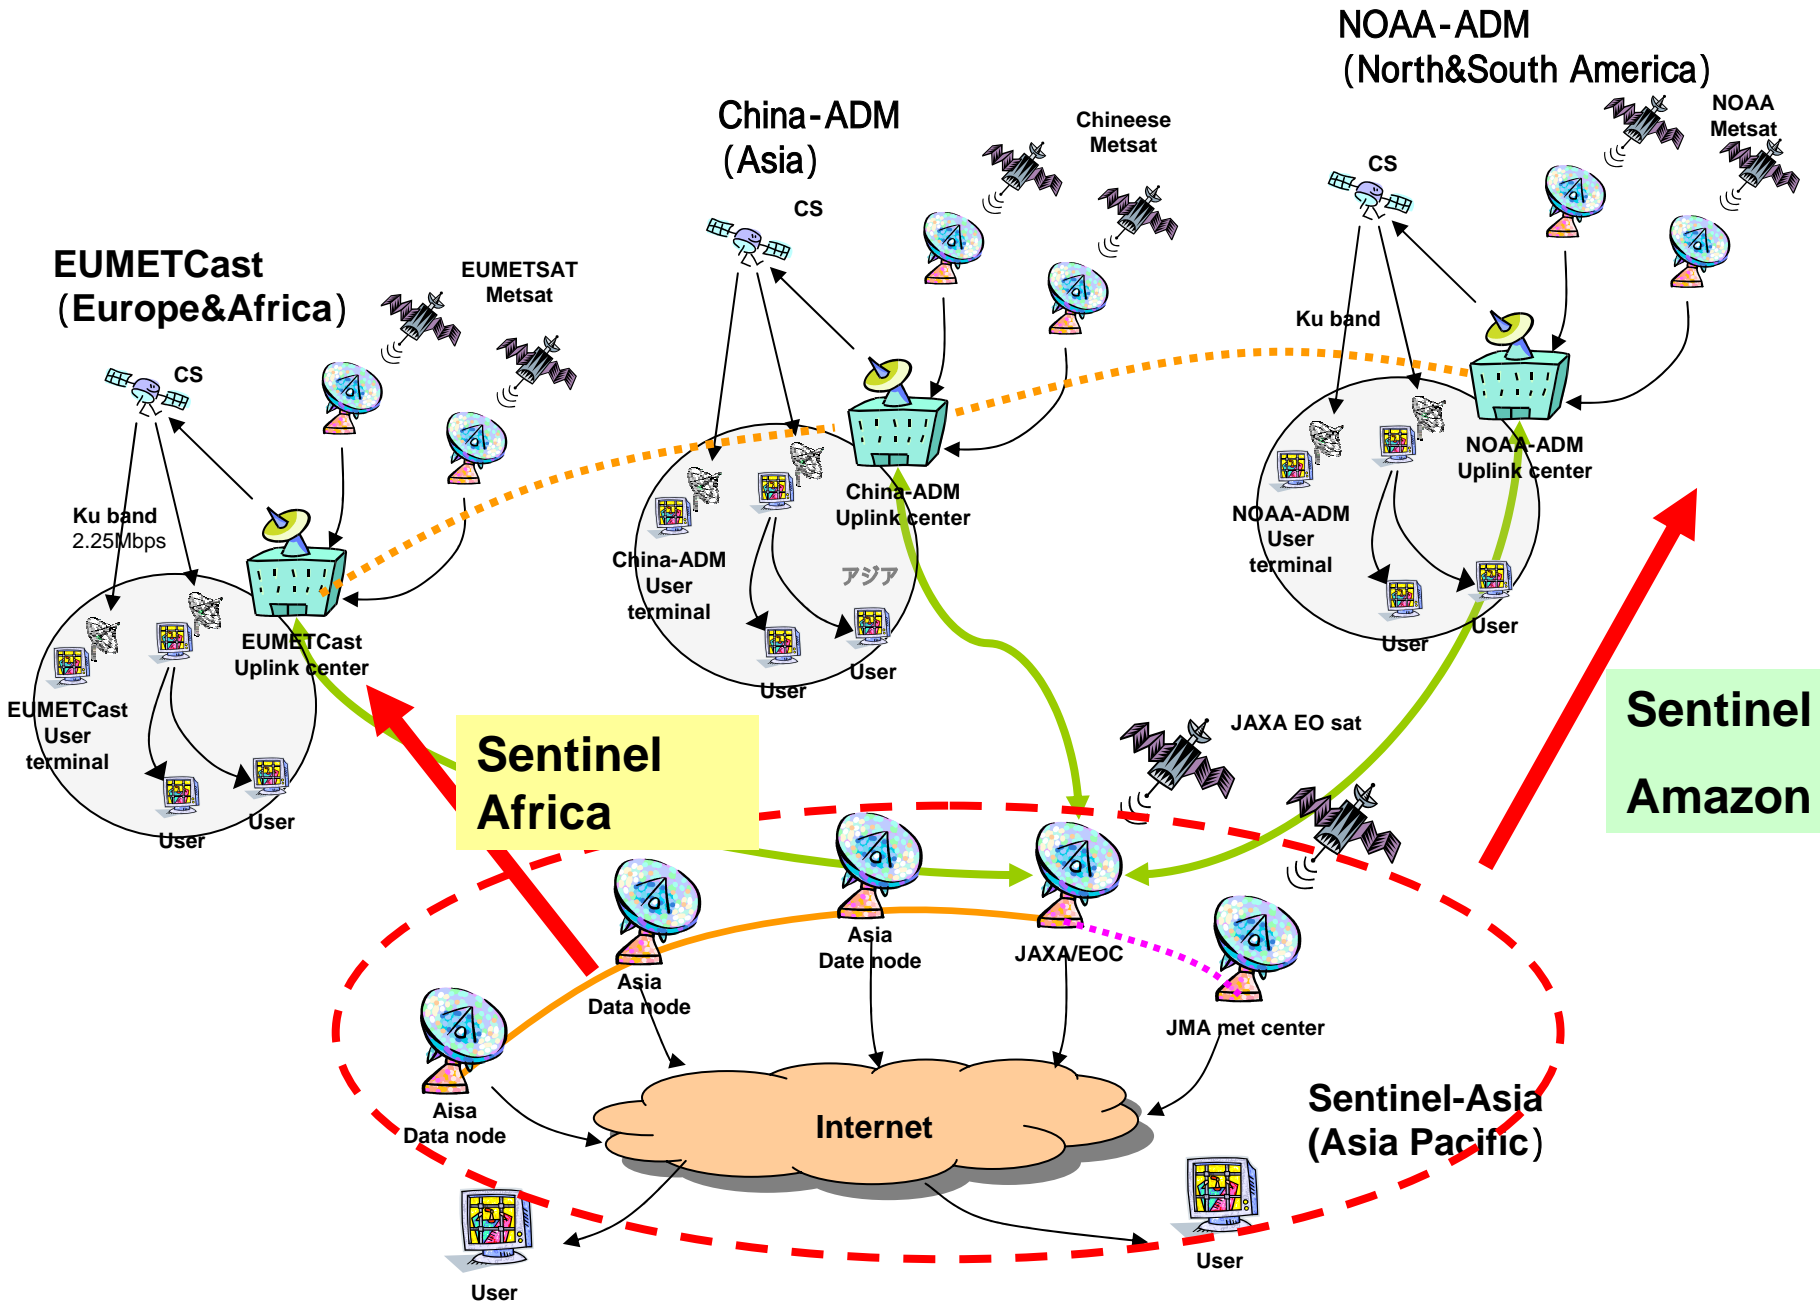 NOAA-ADM
(North&South America)
NOAA
Metsat
CS
Ku band
NOAA-ADM
Uplink center
NOAA-ADM
User
terminal
User
User
China-ADM
(Asia)
Chineese
Metsat
CS
China-ADM
Uplink center
China-ADM
User
terminal
アジア
User
User
EUMETCast
(Europe&Africa)
EUMETSAT
Metsat
CS
Ku band
2.25Mbps
EUMETCast
Uplink center
EUMETCast
User
terminal
User
User
Sentinel
Africa
Sentinel
Amazon
JAXA EO sat
Asia
Date node
JAXA/EOC
Asia
Data node
JMA met center
Aisa
Data node
Internet
Sentinel-Asia
(Asia Pacific)
User
User